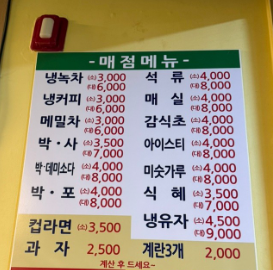 - 매점메뉴 -
냉녹차 (소)3,000 (대)6,000
석 류 (소)4,000 (대)8,000
냉커피 (소)3,000 (대)6,000
매 실 (소)4,000 (대)8,000
메밀차 (소)3,000 (대)6,000
감식초 (소)4,000 (대)8,000
박·사 (소)3,500 (대)7,000
아이스티 (소)4,000 (대)8,000
박·데미소다 (소)4,000 (대)8,000
미숫가루 (소)4,000 (대)8,000
박·포 (소)4,000 (대)8,000
식 혜 (소)3,500 (대)7,000
컵라면 (소)3,500
냉유자 (소)4,500 (대)9,000
과 자 2,500
계란3개 2,000
계산 후 드세요~